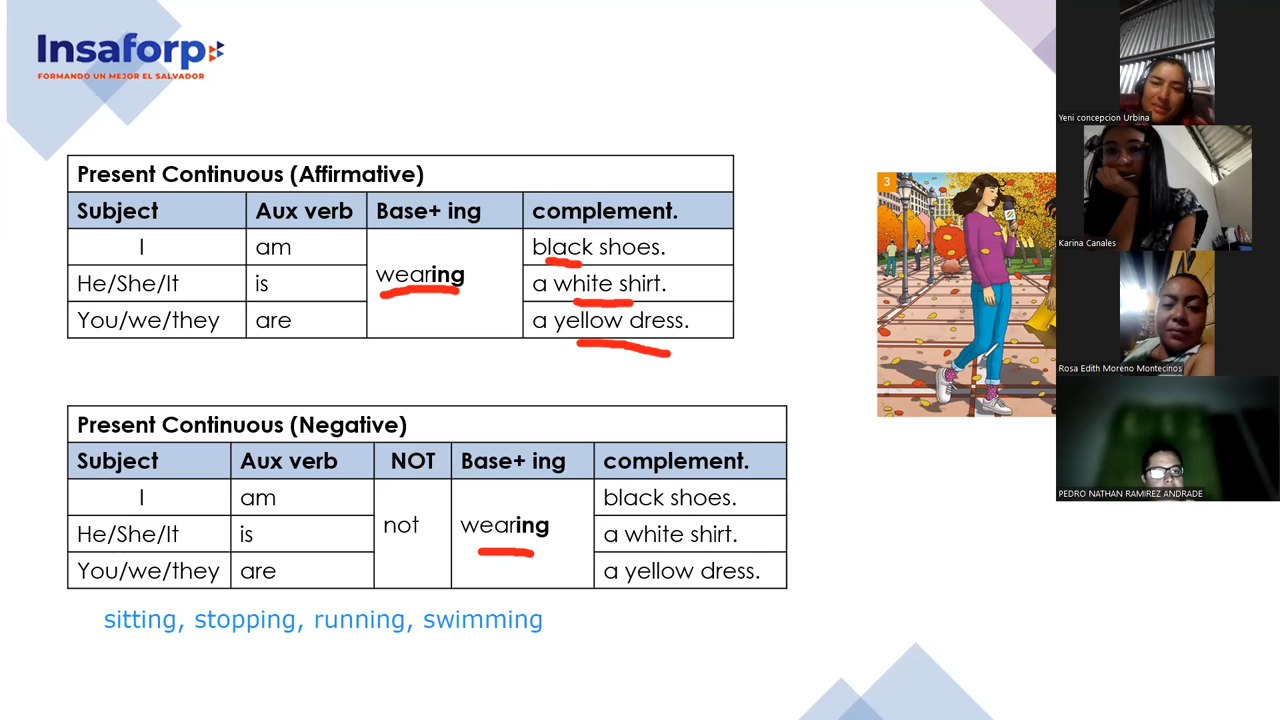 Insaforp
FORMANDO UN MEJOR EL SALVADOR
Present Continuous (Affirmative)
Subject Aux verb Base+ ing complement.
I am black shoes.
wearing
He/She/It is a white shirt.
You/we/they are a yellow dress.
Present Continuous (Negative)
Subject Aux verb NOT Base+ ing complement.
I am black shoes.
not wearing
He/She/It is a white shirt.
You/we/they are a yellow dress.
sitting, stopping, running, swimming
3
Yeni concepcion Urbina
Karina Canales
Rosa Edith Moreno Montecinos
PEDRO NATHAN RAMIREZ ANDRADE